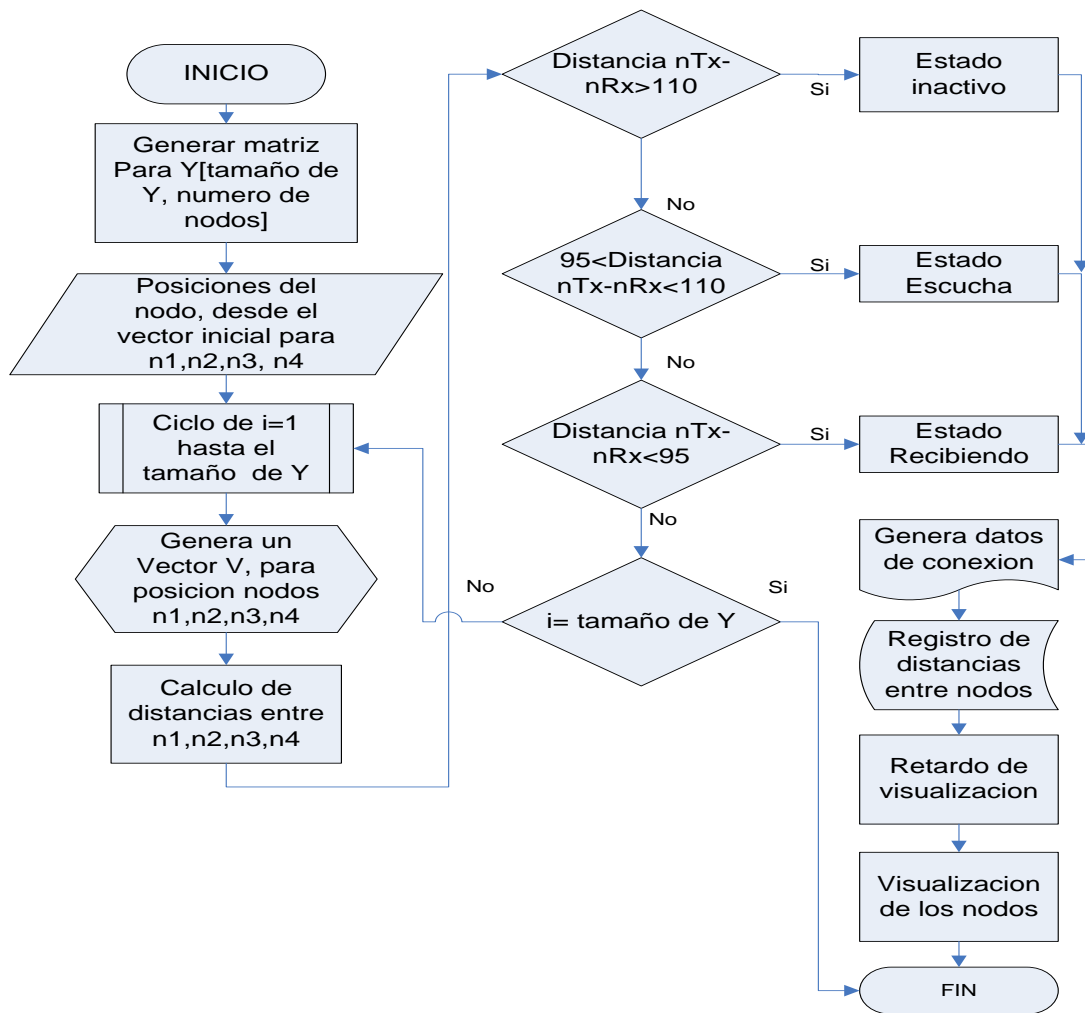 INICIO
Generar matriz
Para Y[tamaño de
Y, numero de
nodos]
Posiciones del
nodo, desde el
vector inicial para
n1,n2,n3, n4
Ciclo de i=1
hasta el
tamaño de Y
Genera un
Vector V, para
posicion nodos
n1,n2,n3,n4
Calculo de
distancias entre
n1,n2,n3,n4
Distancia nTx-
nRx>110
Si
Estado
inactivo
No
95<Distancia
nTx-nRx<110
Si
Estado
Escucha
No
Distancia nTx-
nRx<95
Si
Estado
Recibiendo
No
i= tamaño de Y
No
Si
Genera datos
de conexion
Registro de
distancias
entre nodos
Retardo de
visualizacion
Visualizacion
de los nodos
FIN